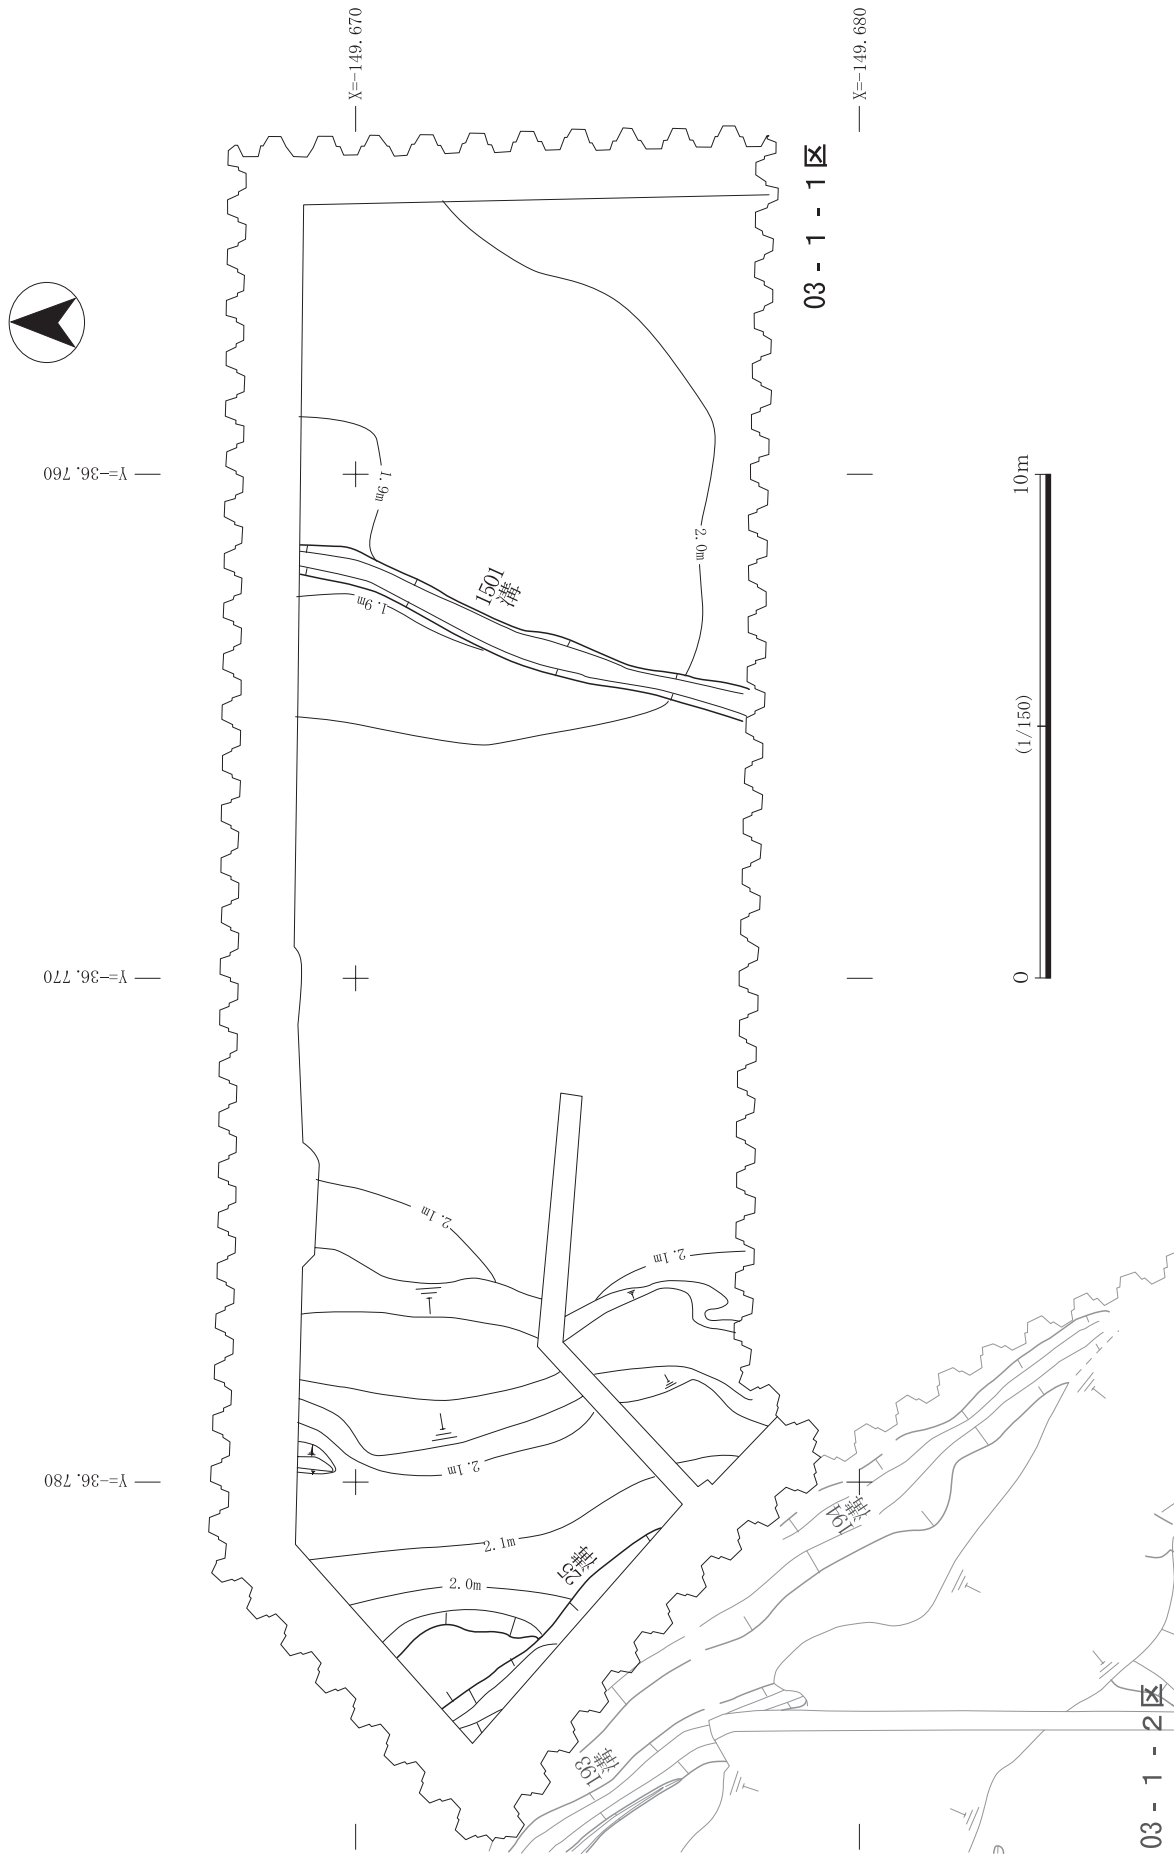 X=-149.670
X=-149.680
03-1-1区
Y=-36.760
1.9m
2.0m
1501
溝
1.9m
10m
(1/150)
0
Y=-36.770
2.1m
2.1m
Y=-36.780
2.1m
2.1m
2.0m
25
溝
194
溝
193
溝
03-1-2区